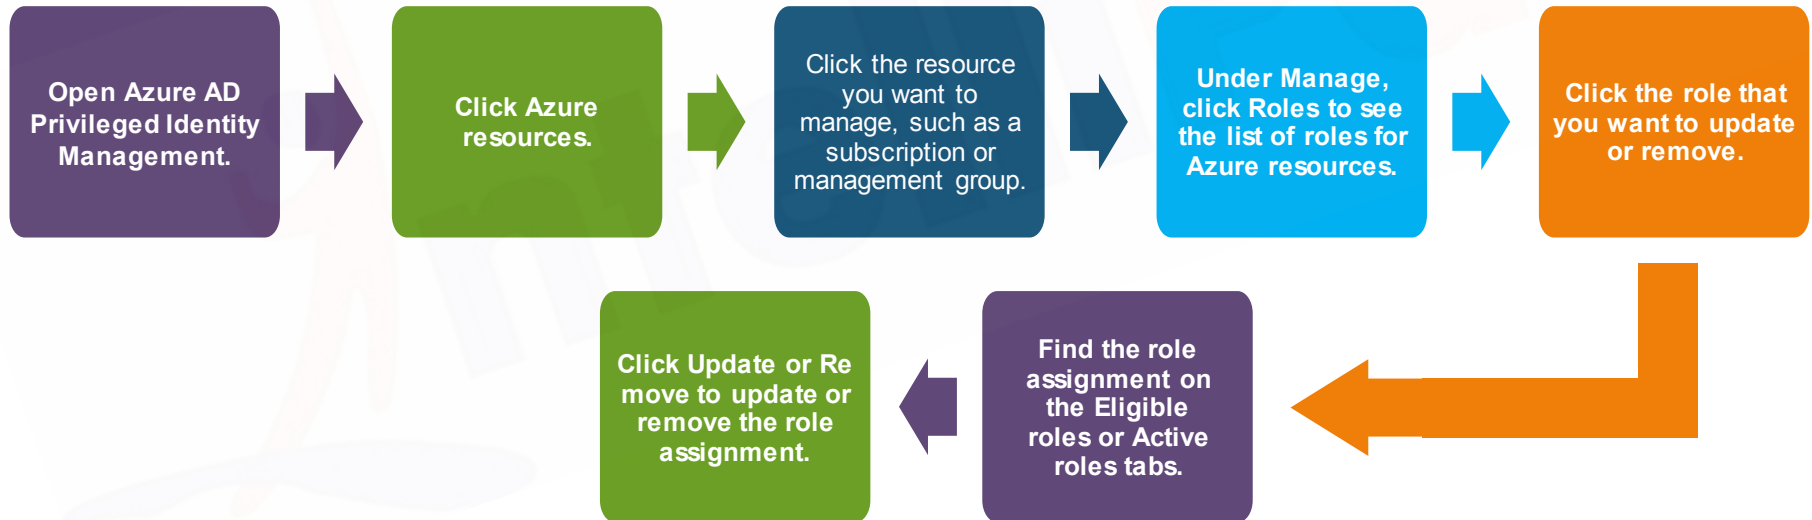 Open Azure AD
Privileged Identity
Management.
Click Azure
resources.
Click the resource
you want to
manage, such as a
subscription or
management group.
Under Manage,
click Roles to see
the list of roles for
Azure resources.
Click the role that
you want to update
or remove.
Find the role
assignment on
the Eligible
roles or Active
roles tabs.
Click Update or Re
move to update or
remove the role
assignment.